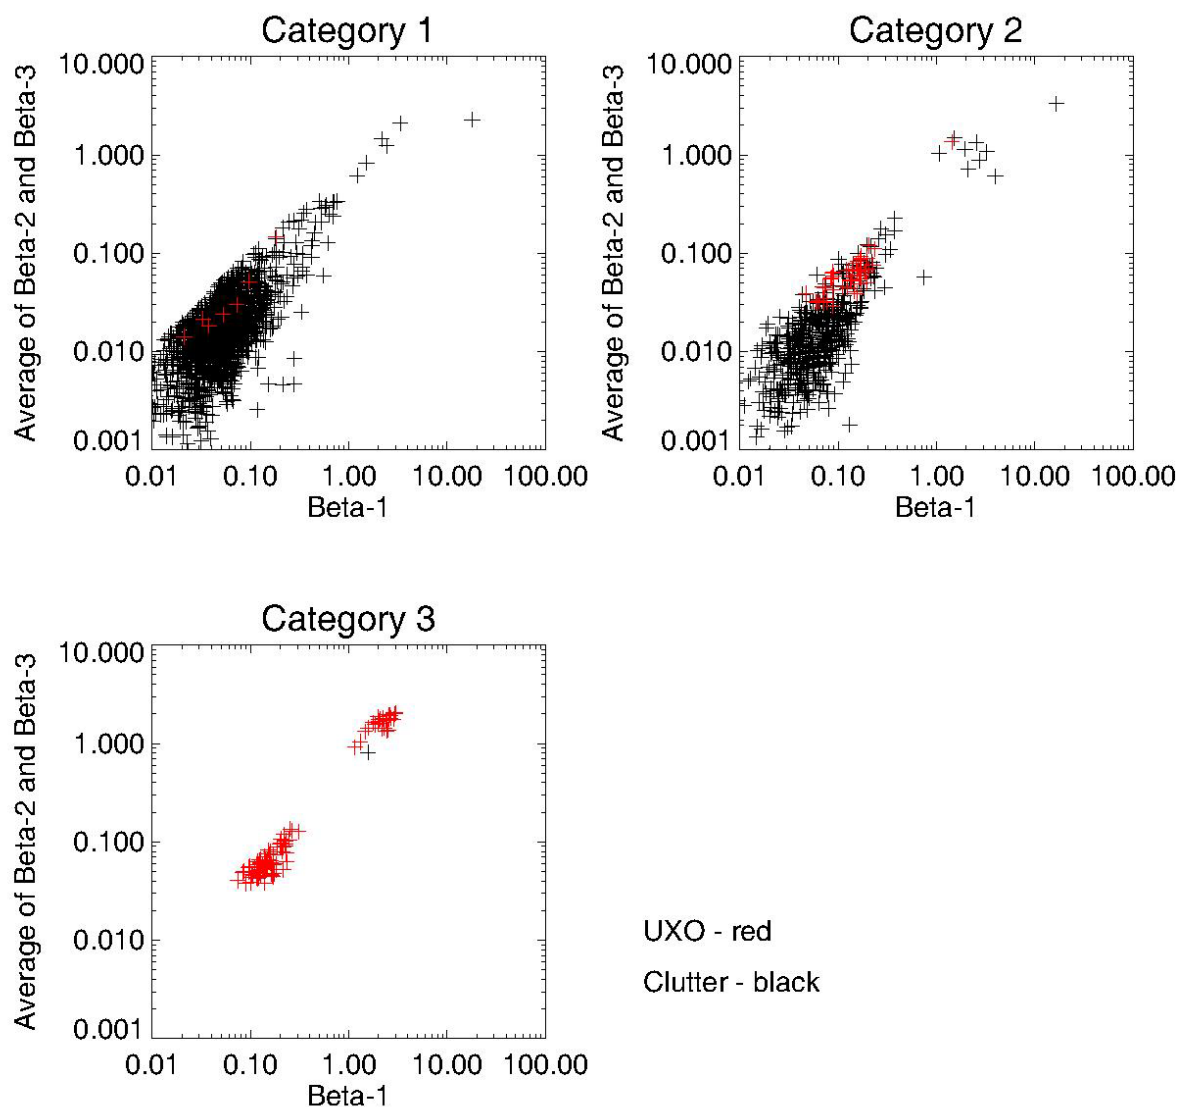 Category 1
Average of Beta-2 and Beta-3
10.000
1.000
0.100
0.010
0.001
0.01 0.10 1.00 10.00 100.00
Beta-1
Category 2
Average of Beta-2 and Beta-3
10.000
1.000
0.100
0.010
0.001
0.01 0.10 1.00 10.00 100.00
Beta-1
Category 3
Average of Beta-2 and Beta-3
10.000
1.000
0.100
0.010
0.001
0.01 0.10 1.00 10.00 100.00
Beta-1
UXO - red
Clutter - black